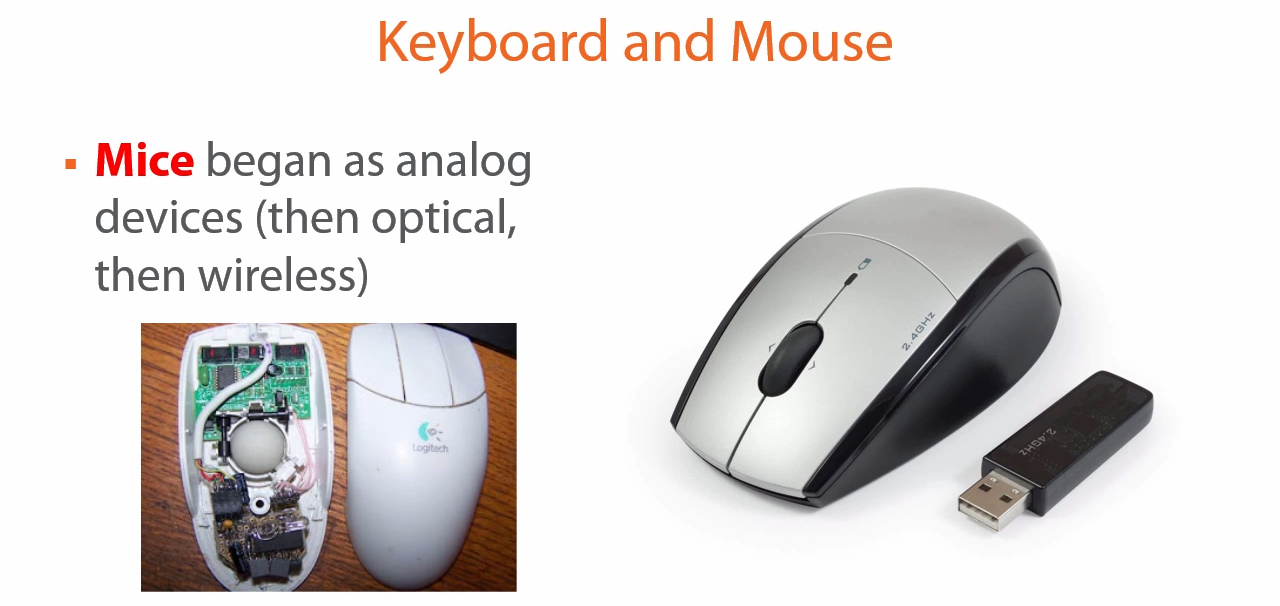 Keyboard and Mouse
▪ Mice began as analog
devices (then optical,
then wireless)
Logitech
2.4GHz
2.4GHz